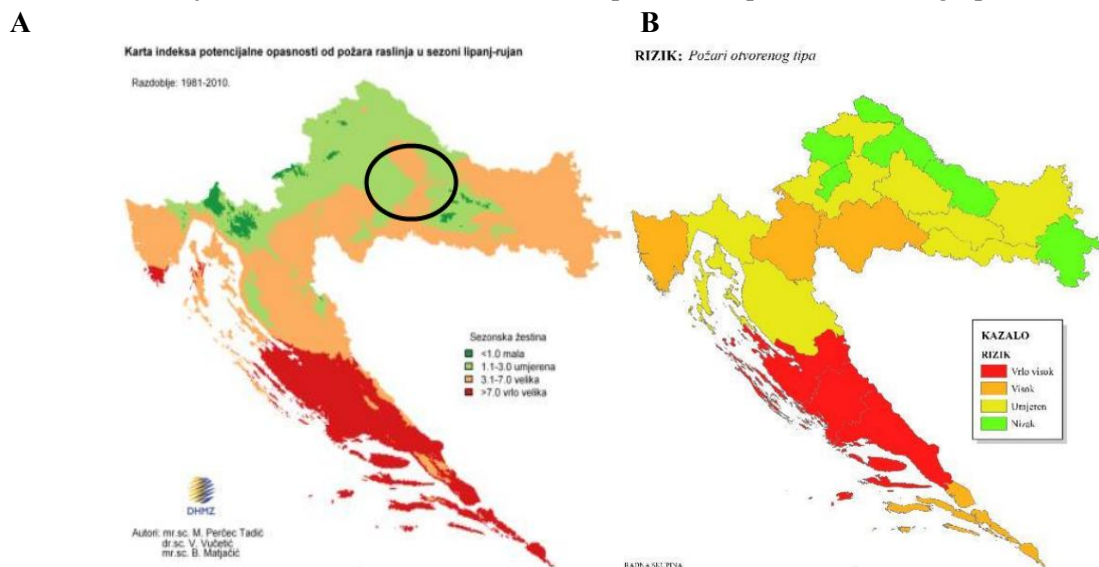 A
B
Karta indeksa potencijalne opasnosti od požara raslinja u sezoni lipanj-rujan
Razdoblje: 1981-2010.
Sezonska žestina
<1.0 mala
1.1-3.0 umjerena
3.1-7.0 velika
>7.0 vrlo velika
DHMZ
Autori: mr.sc. M. Perčec Tadić
dr.sc. V. Vučetić
mr.sc. B. Matjačić
RIZIK: Požari otvorenog tipa
KAZALO
RIZIK
Vrlo visok
Visok
Umjeren
Nizak